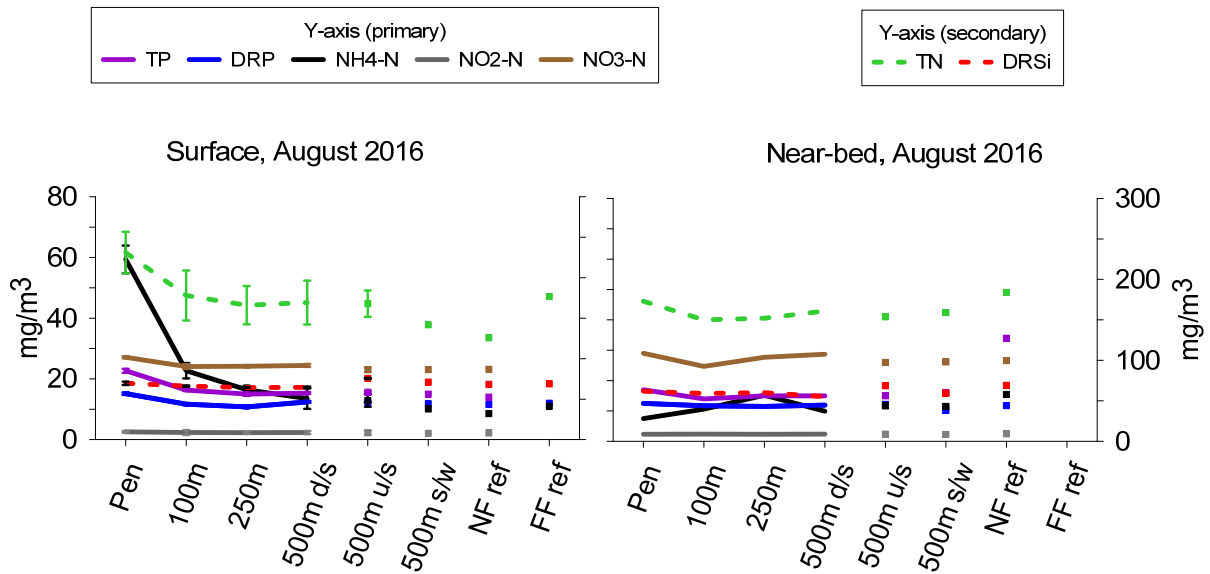 Y-axis (primary)
TP DRP NH4-N NO2-N NO3-N
Y-axis (secondary)
TN DRSi
Surface, August 2016
Near-bed, August 2016
80
60
40
20
0
mg/m3
300
200
100
0
mg/m3
Pen
100m
250m
500m d/s
500m u/s
500m s/w
NF ref
FF ref
Pen
100m
250m
500m d/s
500m u/s
500m s/w
NF ref
FF ref